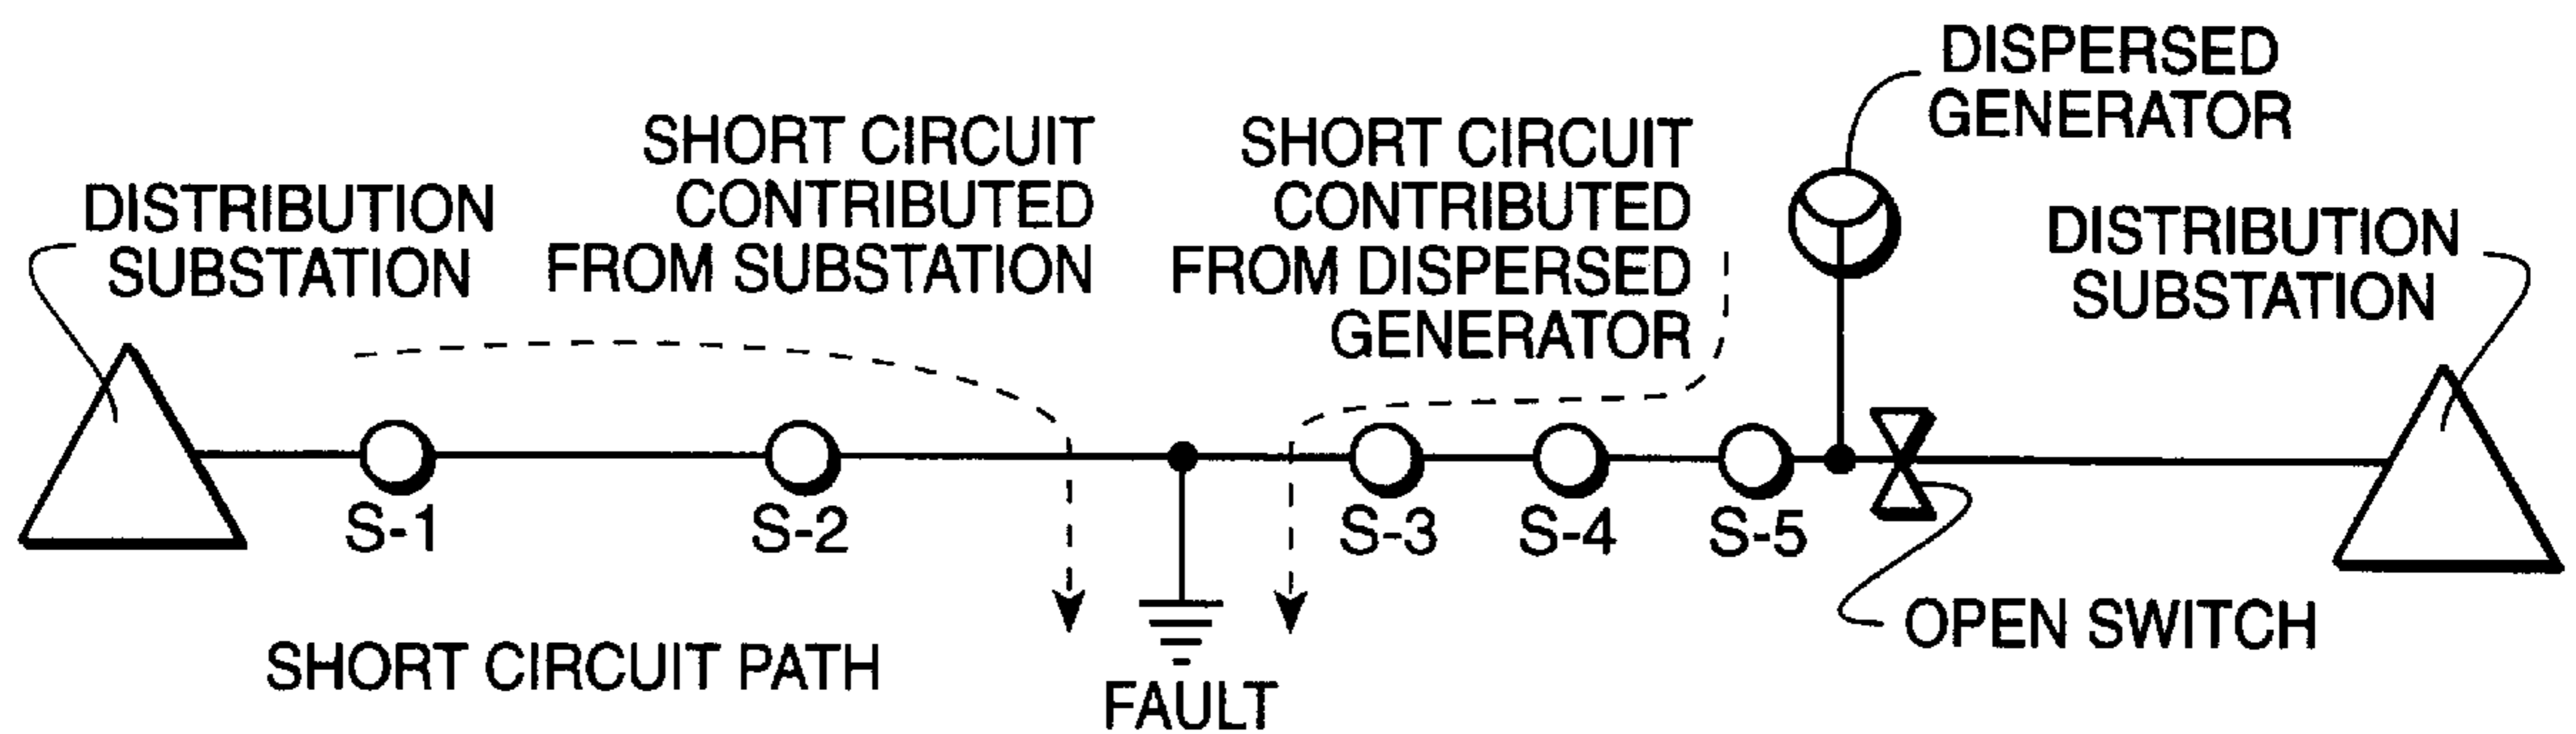 DISPERSED
GENERATOR
SHORT CIRCUIT
CONTRIBUTED
FROM SUBSTATION
SHORT CIRCUIT
CONTRIBUTED
FROM DISPERSED
GENERATOR
DISTRIBUTION
SUBSTATION
DISTRIBUTION
SUBSTATION
S-1
S-2
S-3
S-4
S-5
OPEN SWITCH
SHORT CIRCUIT PATH
FAULT